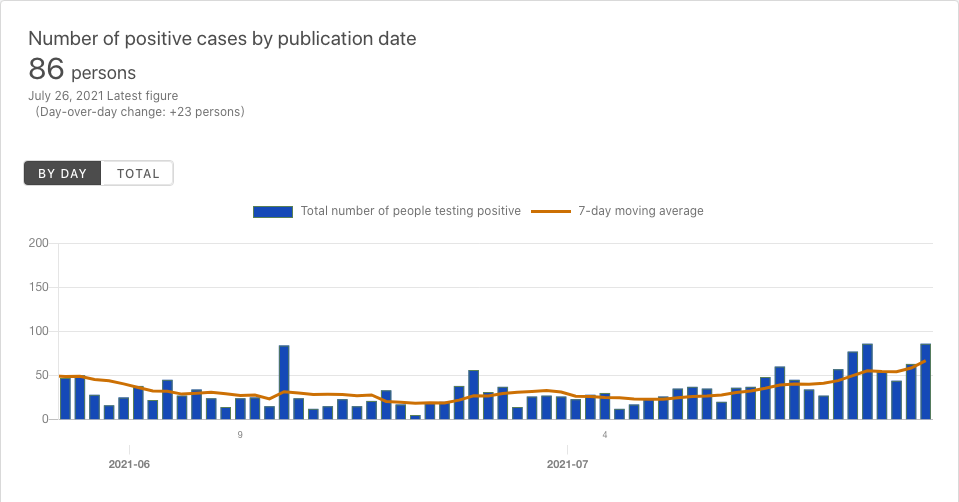 Number of positive cases by publication date
86 persons
July 26, 2021 Latest figure
(Day-over-day change: +23 persons)
BY DAY TOTAL
Total number of people testing positive 7-day moving average
200
150
100
50
0
9 4
2021-06 2021-07